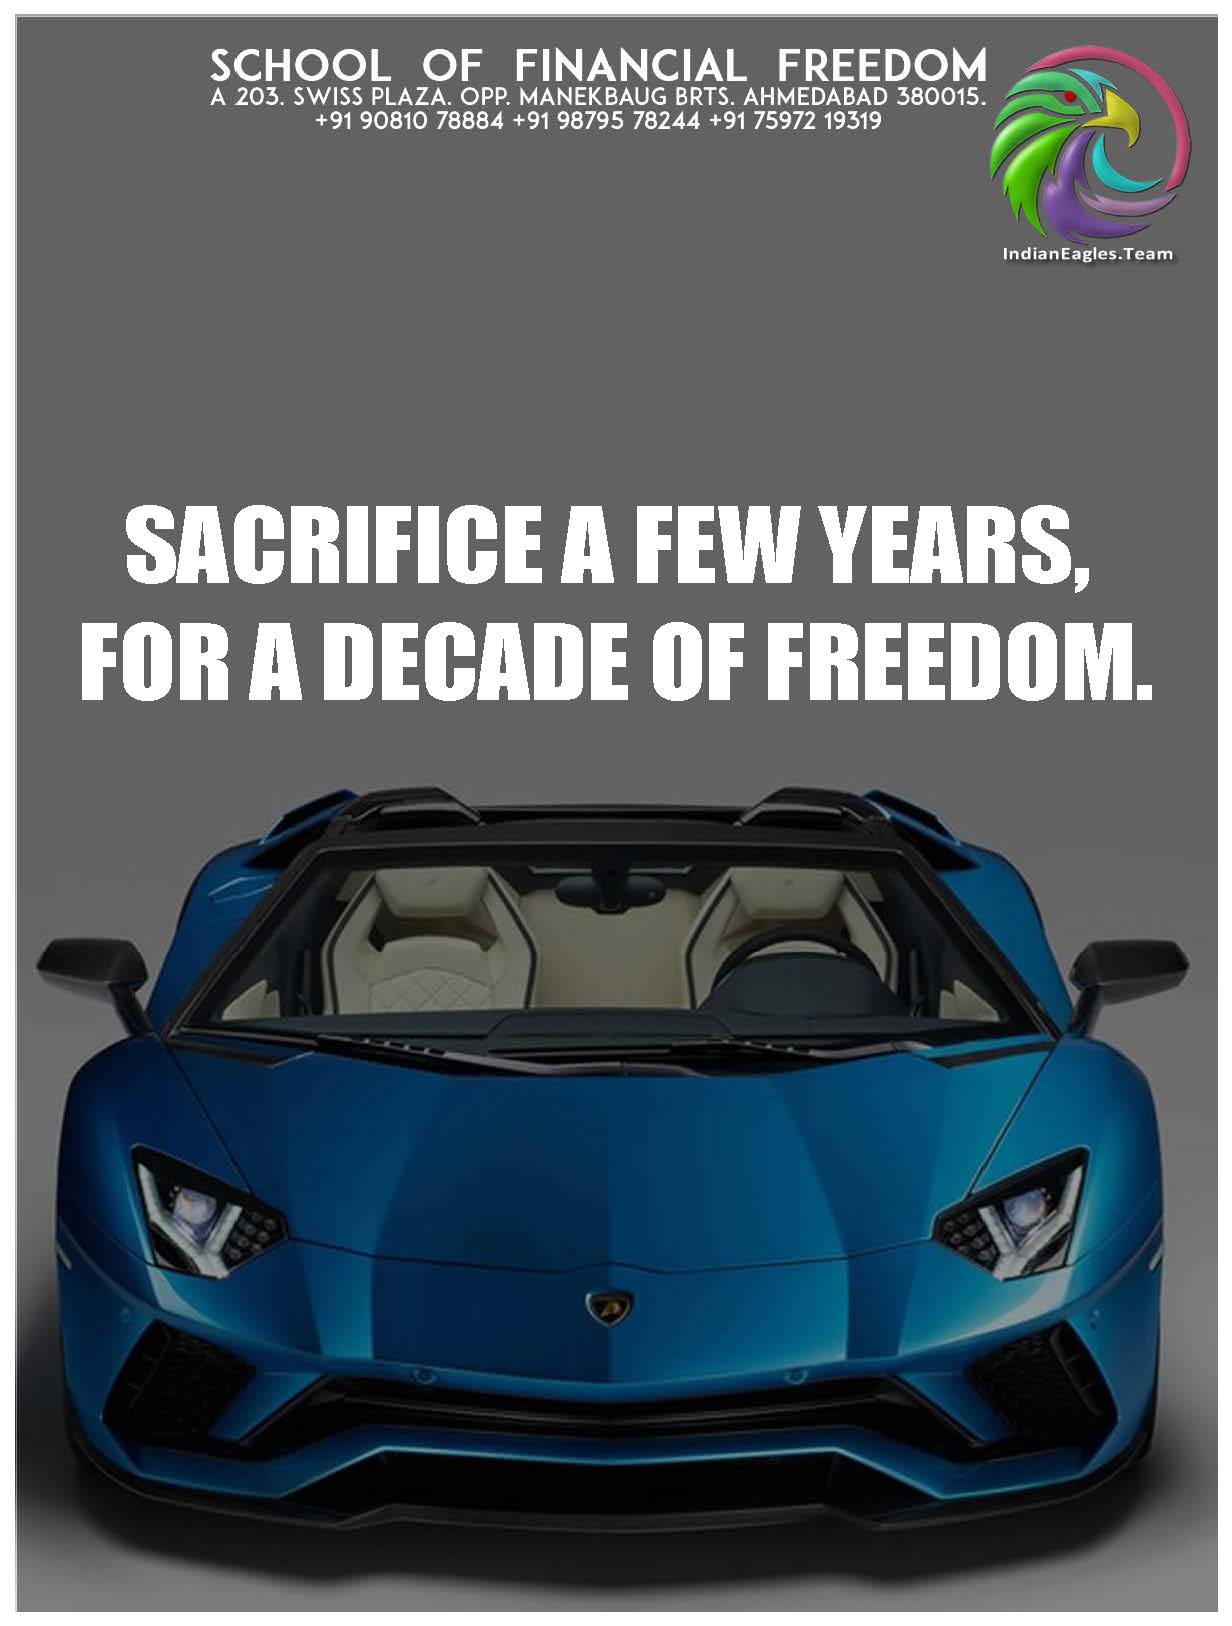 SCHOOL OF FINANCIAL FREEDOM
A 203. SWISS PLAZA. OPP. MANEKBAUG BRTS. AHMEDABAD 380015.
+91 90810 78884 +91 98795 78244 +91 75972 19319
IndianEagles.Team
SACRIFICE A FEW YEARS,
FOR A DECADE OF FREEDOM.